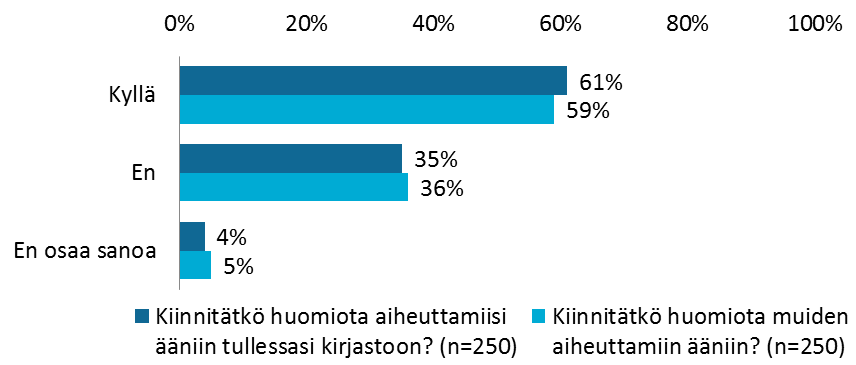 0% 20% 40% 60% 80% 100%
Kyllä
61%
59%
En
35%
36%
En osaa sanoa
4%
5%
Kiinnitätkö huomiota aiheuttamiisi
ääniin tullessasi kirjastoon? (n=250)
Kiinnitätkö huomiota muiden
aiheuttamiin ääniin? (n=250)